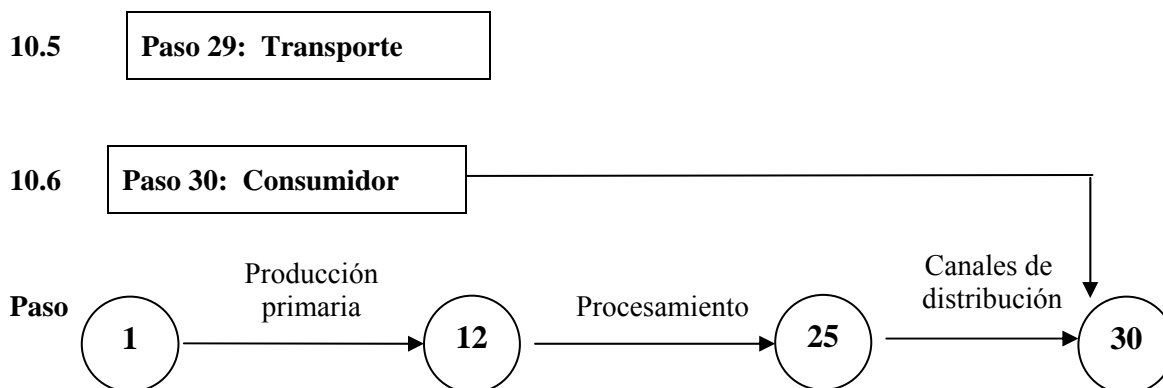 10.5 Paso 29: Transporte
10.6 Paso 30: Consumidor
Producción
primaria
Procesamiento
Canales de
distribución
Paso 1 12 25 30